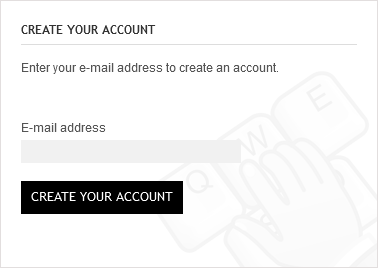 CREATE YOUR ACCOUNT
Enter your e-mail address to create an account.
E-mail address
CREATE YOUR ACCOUNT
Q W E